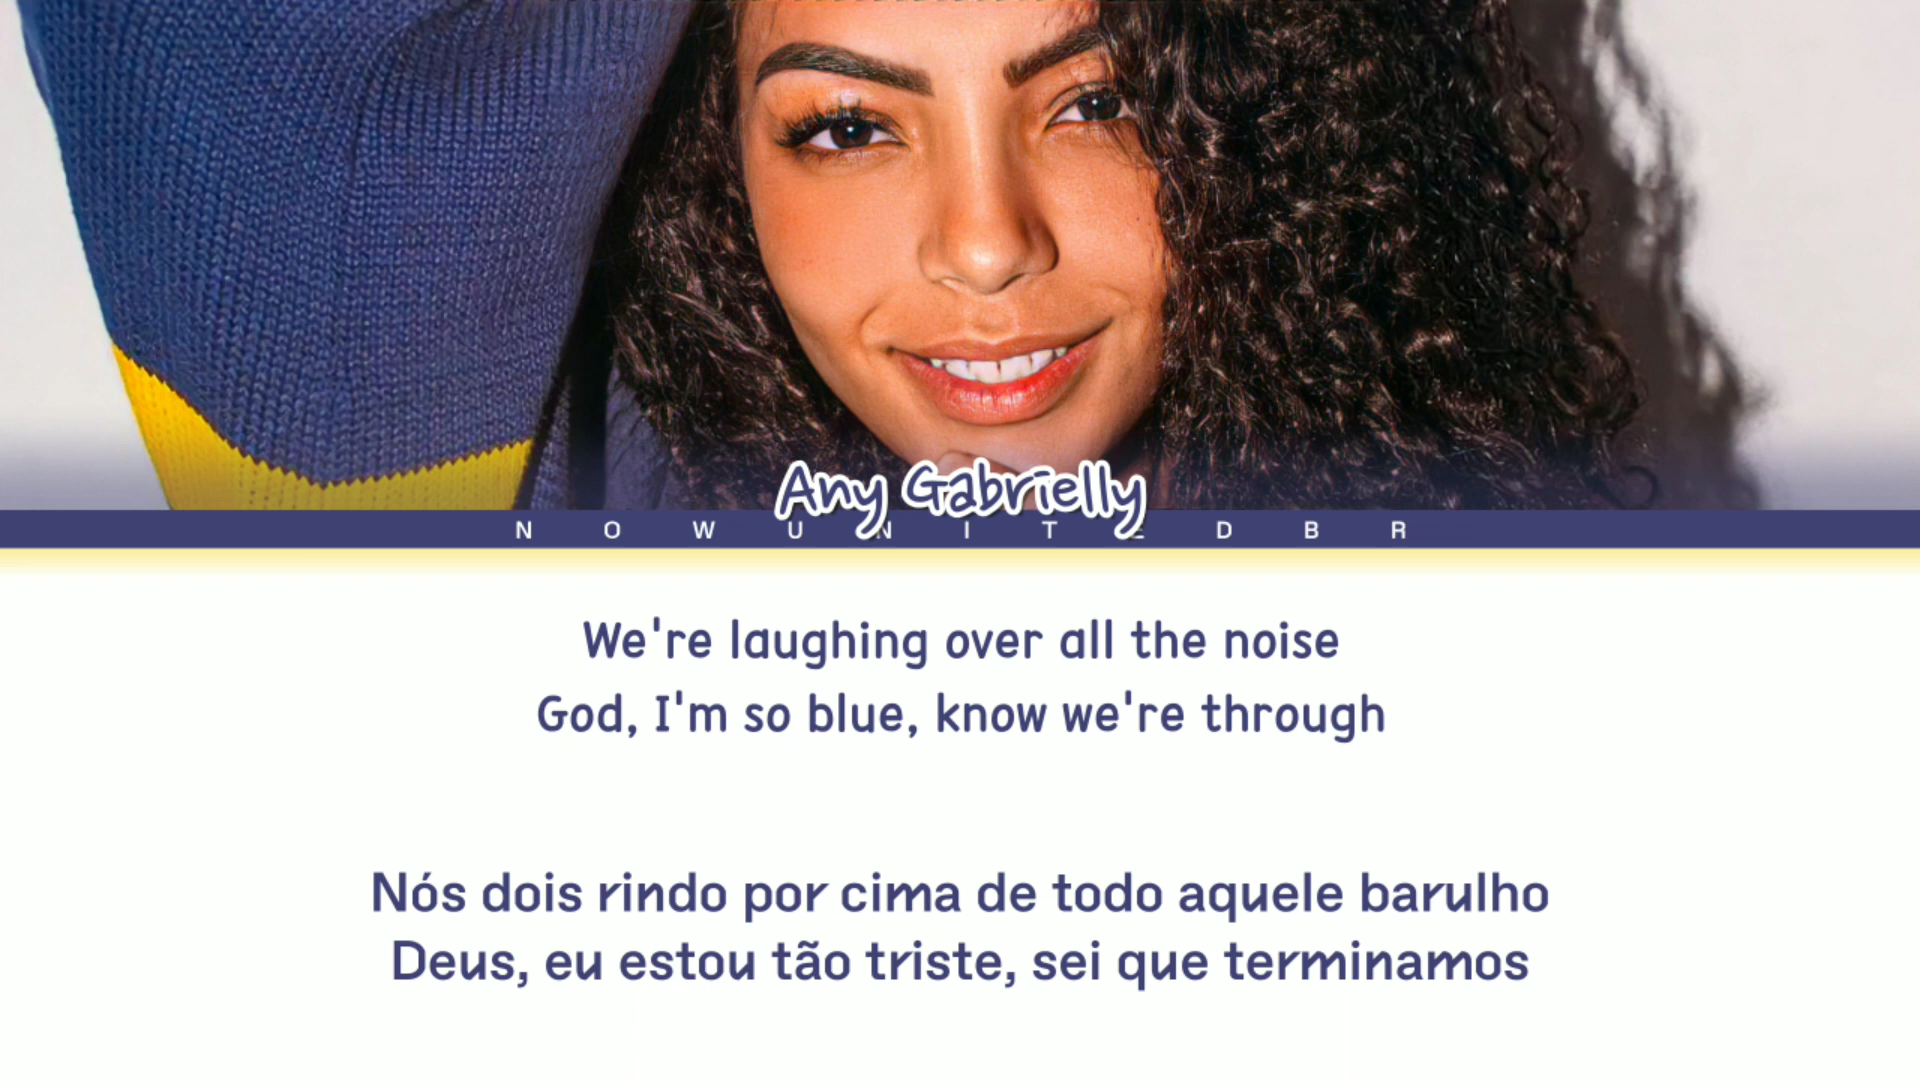 Any Gabrielly
NOWUNITEDBR
We're laughing over all the noise
God, I'm so blue, know we're through
Nós dois rindo por cima de todo aquele barulho
Deus, eu estou tão triste, sei que terminamos